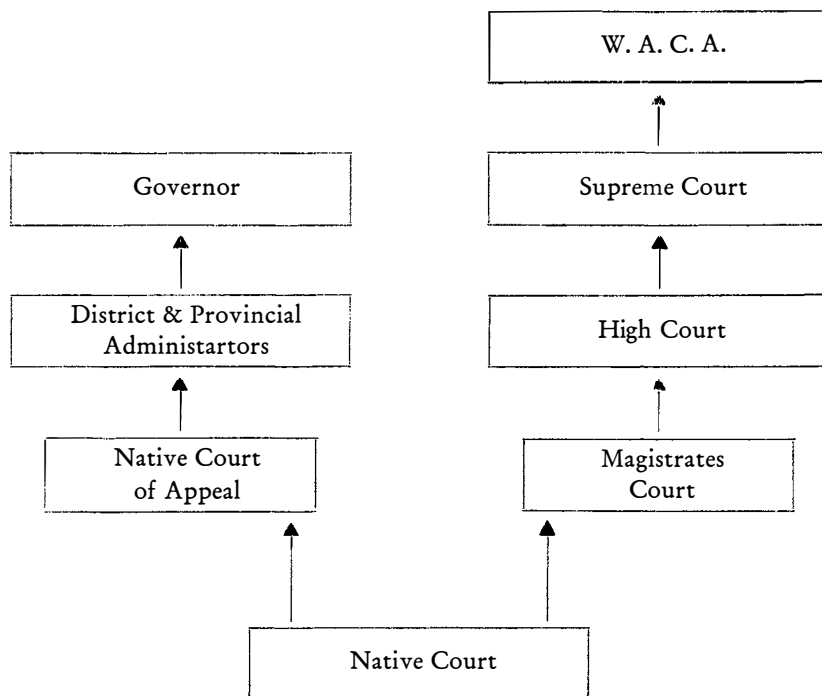 W. A. C. A.
Governor
Supreme Court
District & Provincial
Administartors
High Court
Native Court
of Appeal
Magistrates
Court
Native Court